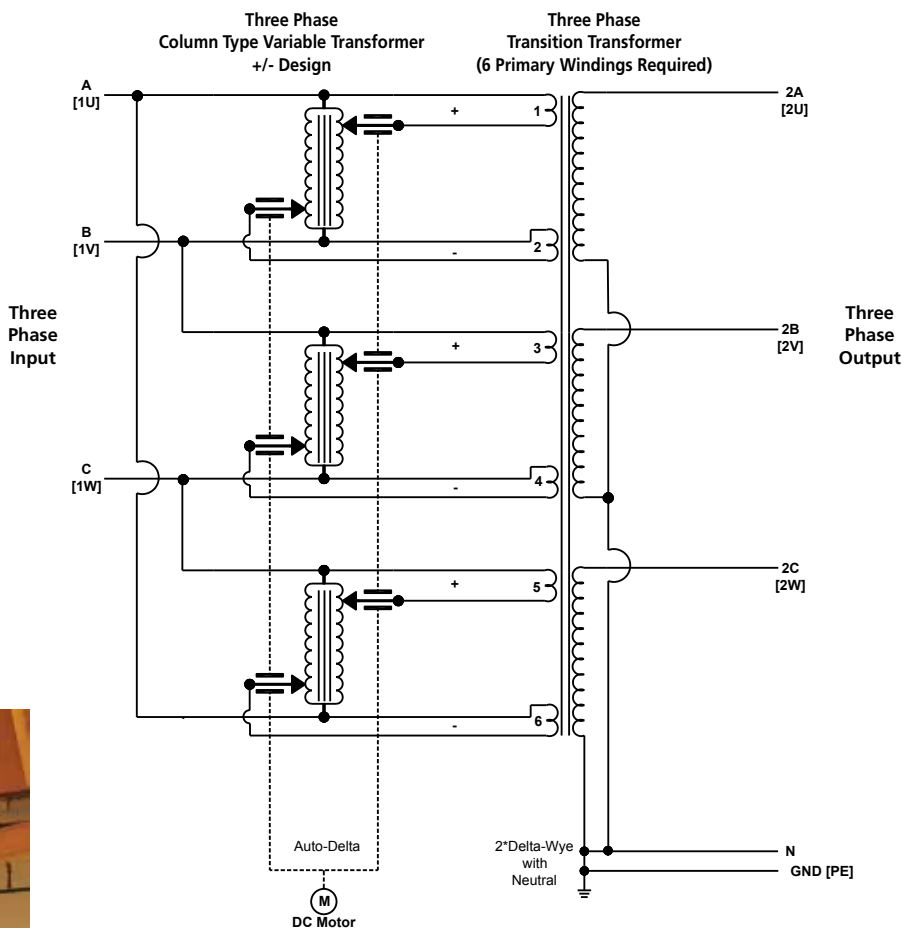 Three Phase
Column Type Variable Transformer
+/- Design
Three Phase
Transition Transformer
(6 Primary Windings Required)
A
[1U]
+
1
2A
[2U]
B
[1V]
-
2
Three
Phase
Input
+
3
2B
[2V]
Three
Phase
Output
C
[1W]
-
4
+
5
2C
[2W]
-
6
Auto-Delta
2*Delta-Wye
with
Neutral
N
GND [PE]
M
DC Motor